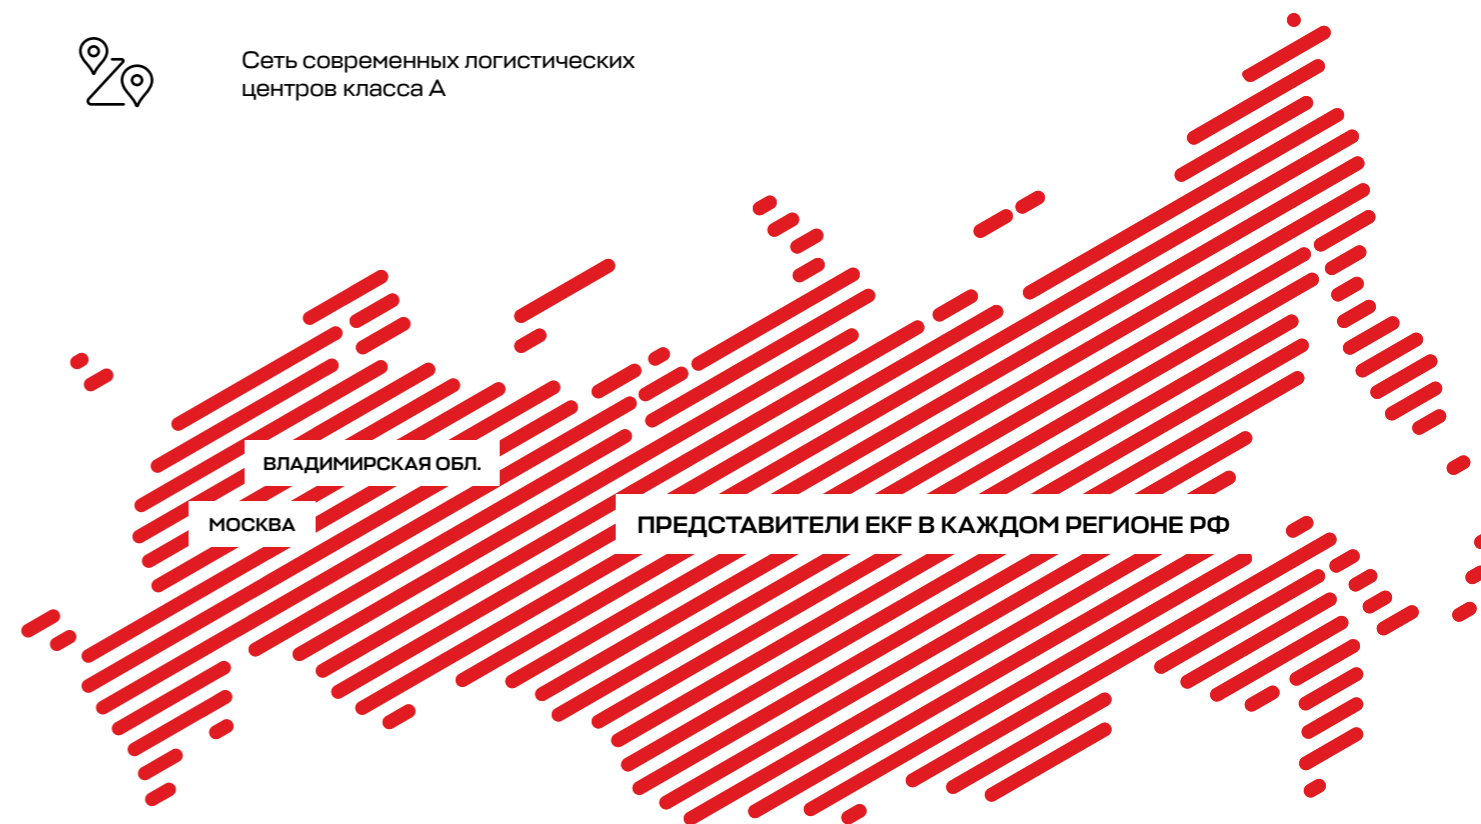 Сеть современных логистических
центров класса А
ВЛАДИМИРСКАЯ ОБЛ.
МОСКВА
ПРЕДСТАВИТЕЛИ EKF В КАЖДОМ РЕГИОНЕ РФ